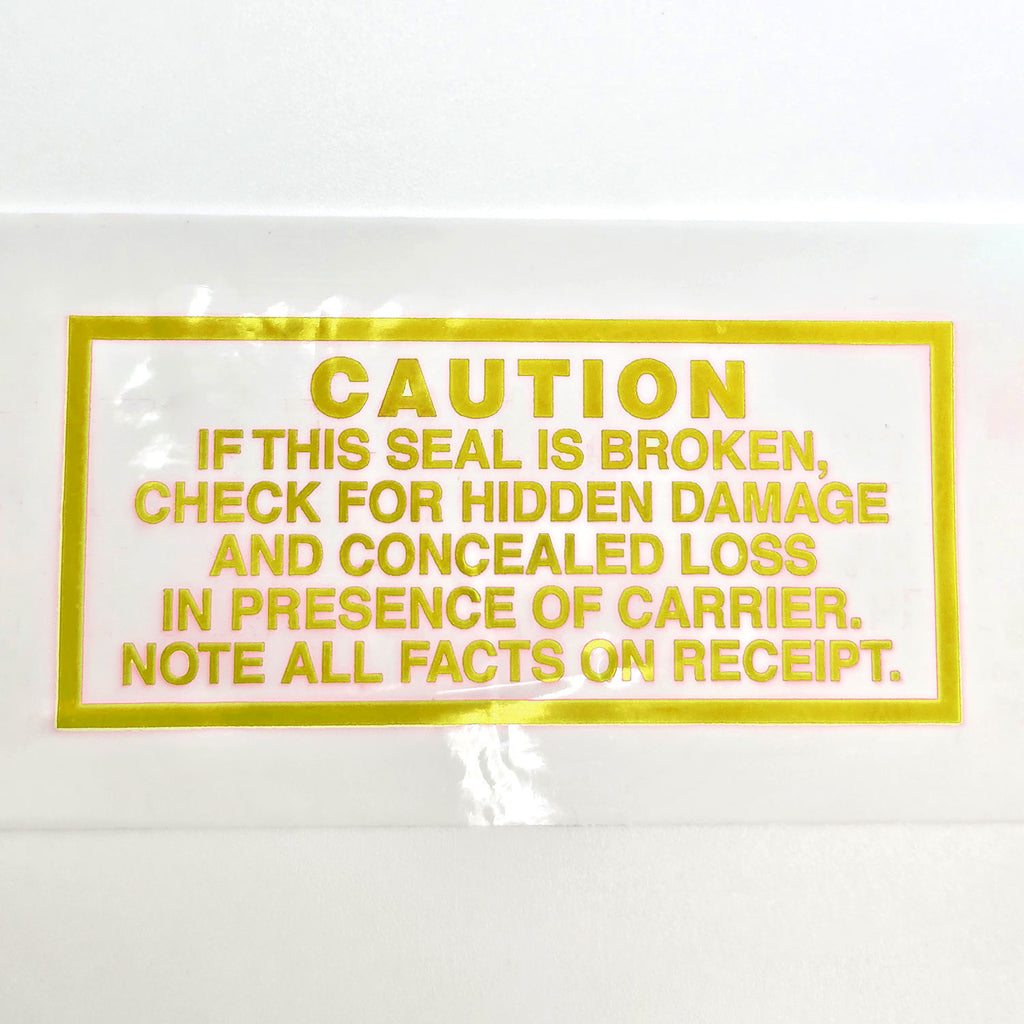 CAUTION
IF THIS SEAL IS BROKEN,
CHECK FOR HIDDEN DAMAGE
AND CONCEALED LOSS
IN PRESENCE OF CARRIER.
NOTE ALL FACTS ON RECEIPT.